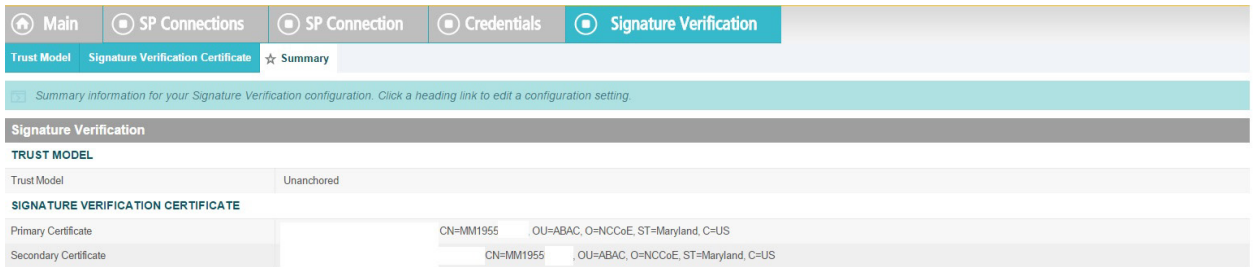 Main SP Connections SP Connection Credentials Signature Verification
Trust Model Signature Verification Certificate Summary
Summary information for your Signature Verification configuration. Click a heading link to edit a configuration setting.
Signature Verification
TRUST MODEL
Trust Model Unanchored
SIGNATURE VERIFICATION CERTIFICATE
Primary Certificate CN=MM1955 , OU=ABAC, O=NCCoE, ST=Maryland, C=US
Secondary Certificate CN=MM1955 , OU=ABAC, O=NCCoE, ST=Maryland, C=US